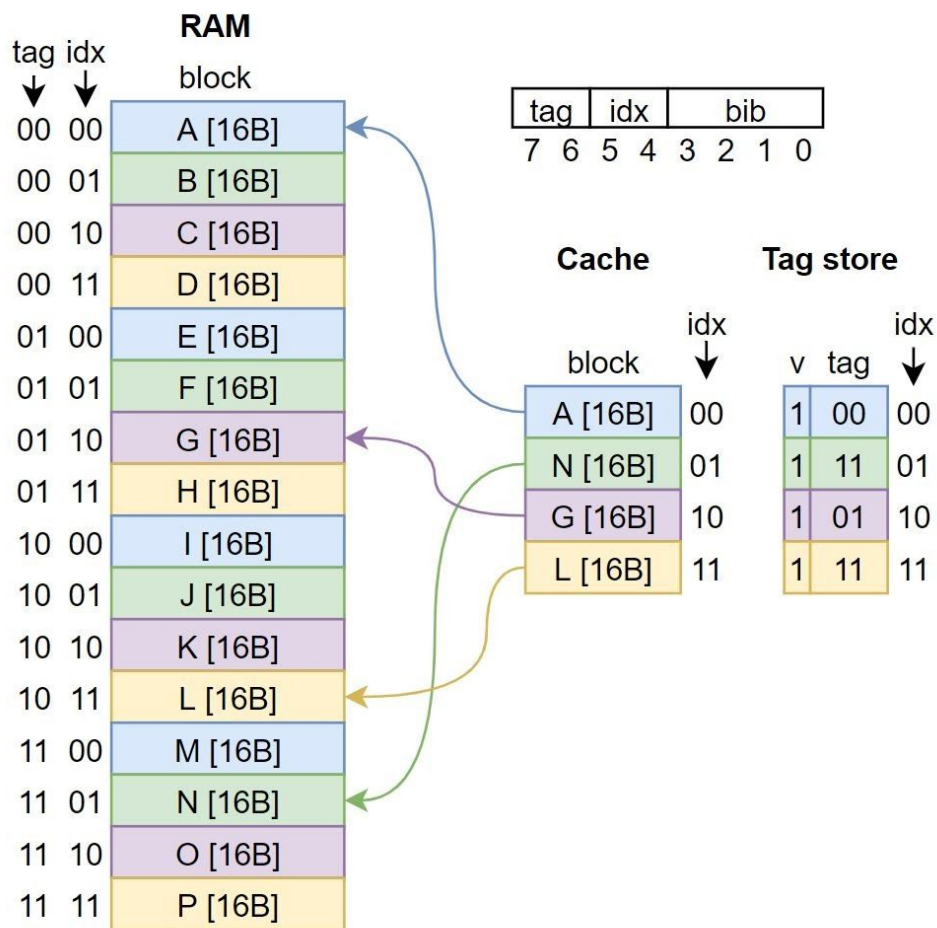 RAM
tag idx
block
00 00 A [16B]
00 01 B [16B]
00 10 C [16B]
00 11 D [16B]
01 00 E [16B]
01 01 F [16B]
01 10 G [16B]
01 11 H [16B]
10 00 I [16B]
10 01 J [16B]
10 10 K [16B]
10 11 L [16B]
11 00 M [16B]
11 01 N [16B]
11 10 O [16B]
11 11 P [16B]
tag idx bib
7 6 5 4 3 2 1 0
Cache
idx
block
A [16B] 00
N [16B] 01
G [16B] 10
L [16B] 11
Tag store
idx
v tag
1 00 00
1 11 01
1 01 10
1 11 11